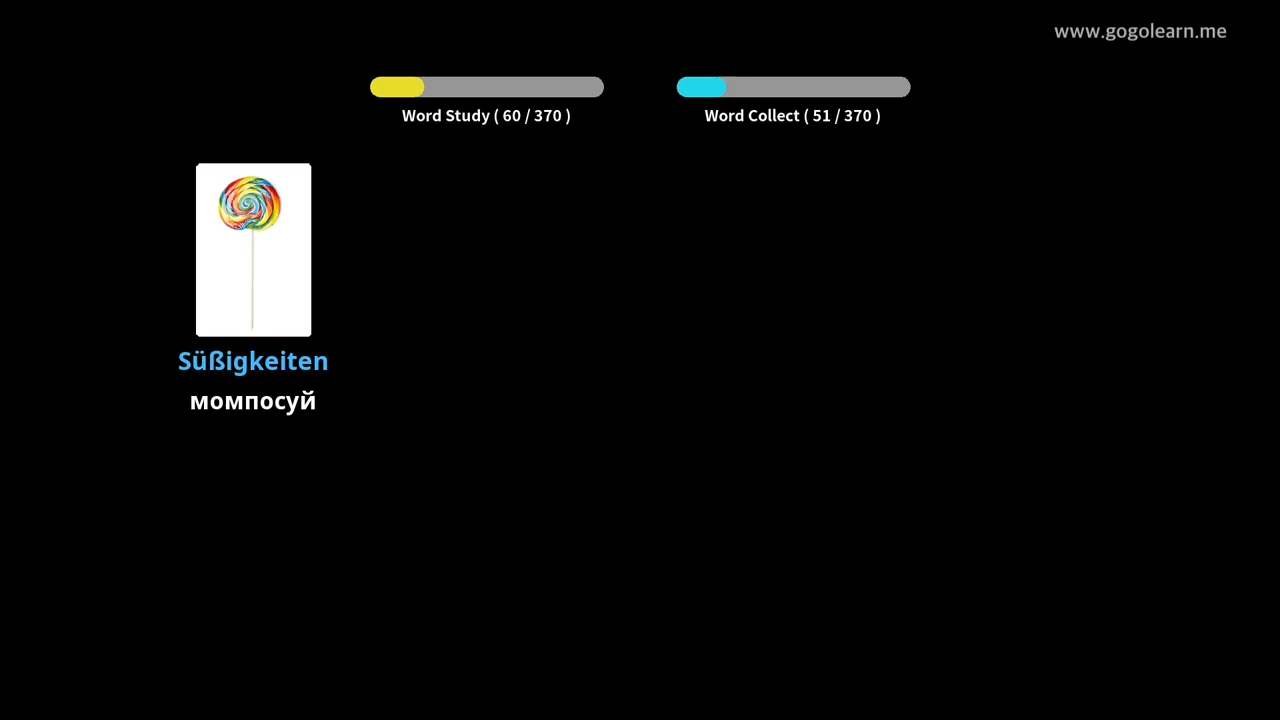 www.gogolearn.me
Word Study ( 60 / 370 )
Word Collect ( 51 / 370 )
Süßigkeiten
момпосуй